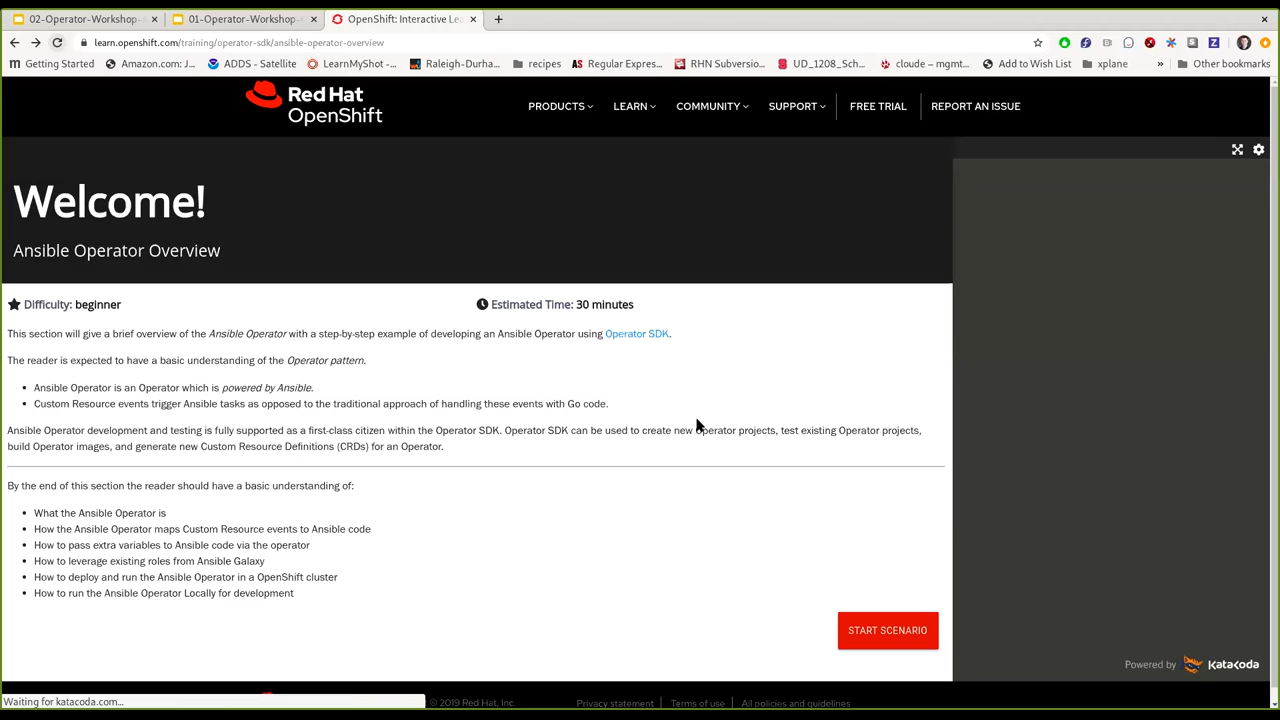 02-Operator-Workshop-
01-Operator-Workshop-
OpenShift: Interactive Lea
learn.openshift.com/training/operator-sdk/ansible-operator-overview
Getting Started
Amazon.com: J...
ADDS - Satellite
LearnMyShot -...
Raleigh-Durha...
recipes
AS Regular Expres...
RHN Subversio...
UD_1208_Sch...
cloude – mgmt...
Add to Wish List
xplane
»
Other bookmarks
Red Hat
OpenShift
PRODUCTS
LEARN
COMMUNITY
SUPPORT
FREE TRIAL
REPORT AN ISSUE
Welcome!
Ansible Operator Overview
Difficulty: beginner
Estimated Time: 30 minutes
This section will give a brief overview of the Ansible Operator with a step-by-step example of developing an Ansible Operator using Operator SDK.
The reader is expected to have a basic understanding of the Operator pattern.
• Ansible Operator is an Operator which is powered by Ansible.
• Custom Resource events trigger Ansible tasks as opposed to the traditional approach of handling these events with Go code.
Ansible Operator development and testing is fully supported as a first-class citizen within the Operator SDK. Operator SDK can be used to create new Operator projects, test existing Operator projects,
build Operator images, and generate new Custom Resource Definitions (CRDs) for an Operator.
By the end of this section the reader should have a basic understanding of:
• What the Ansible Operator is
• How the Ansible Operator maps Custom Resource events to Ansible code
• How to pass extra variables to Ansible code via the operator
• How to leverage existing roles from Ansible Galaxy
• How to deploy and run the Ansible Operator in a OpenShift cluster
• How to run the Ansible Operator Locally for development
START SCENARIO
Powered by KataCoda
Waiting for katacoda.com...
© 2019 Red Hat, Inc.
Privacy statement
Terms of use
All policies and guidelines